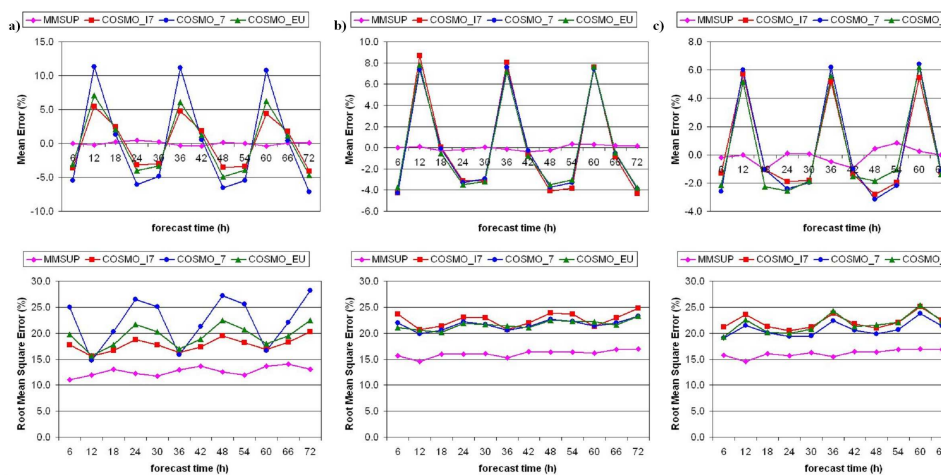 a)
MMSUP COSMO_I7 COSMO_7 COSMO_EU
15.0
10.0
5.0
0.0
-5.0
-10.0
Mean Error (%)
6 12 18 24 30 36 42 48 54 60 66 72
forecast time (h)
b)
MMSUP COSMO_I7 COSMO_7 COSMO_EU
10.0
8.0
6.0
4.0
2.0
0.0
-2.0
-4.0
-6.0
Mean Error (%)
6 12 18 24 30 36 42 48 54 60 66 72
forecast time (h)
c)
MMSUP COSMO_I7 COSMO_7 COSM
8.0
6.0
4.0
2.0
0.0
-2.0
-4.0
Mean Error (%)
6 12 18 24 30 36 42 48 54 60
forecast time (h)
MMSUP COSMO_I7 COSMO_7 COSMO_EU
30.0
25.0
20.0
15.0
10.0
5.0
0.0
Root Mean Square Error (%)
6 12 18 24 30 36 42 48 54 60 66 72
forecast time (h)
MMSUP COSMO_I7 COSMO_7 COSMO_EU
30.0
25.0
20.0
15.0
10.0
5.0
0.0
Root Mean Square Error (%)
6 12 18 24 30 36 42 48 54 60 66 72
forecast time (h)
MMSUP COSMO_I7 COSMO_7 COSM
30.0
25.0
20.0
15.0
10.0
5.0
0.0
Root Mean Square Error (%)
6 12 18 24 30 36 42 48 54 60 6
forecast time (h)